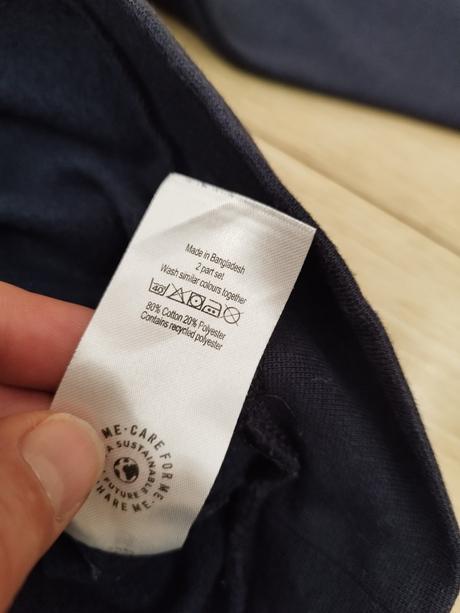 Made in Bangladesh
2 part set
Wash similar colours together
40
80% Cotton 20% Polyester
Contains recycled polyester
ME • CARE FOR ME •
SHARE ME •
A SUSTAINABLE
FUTURE